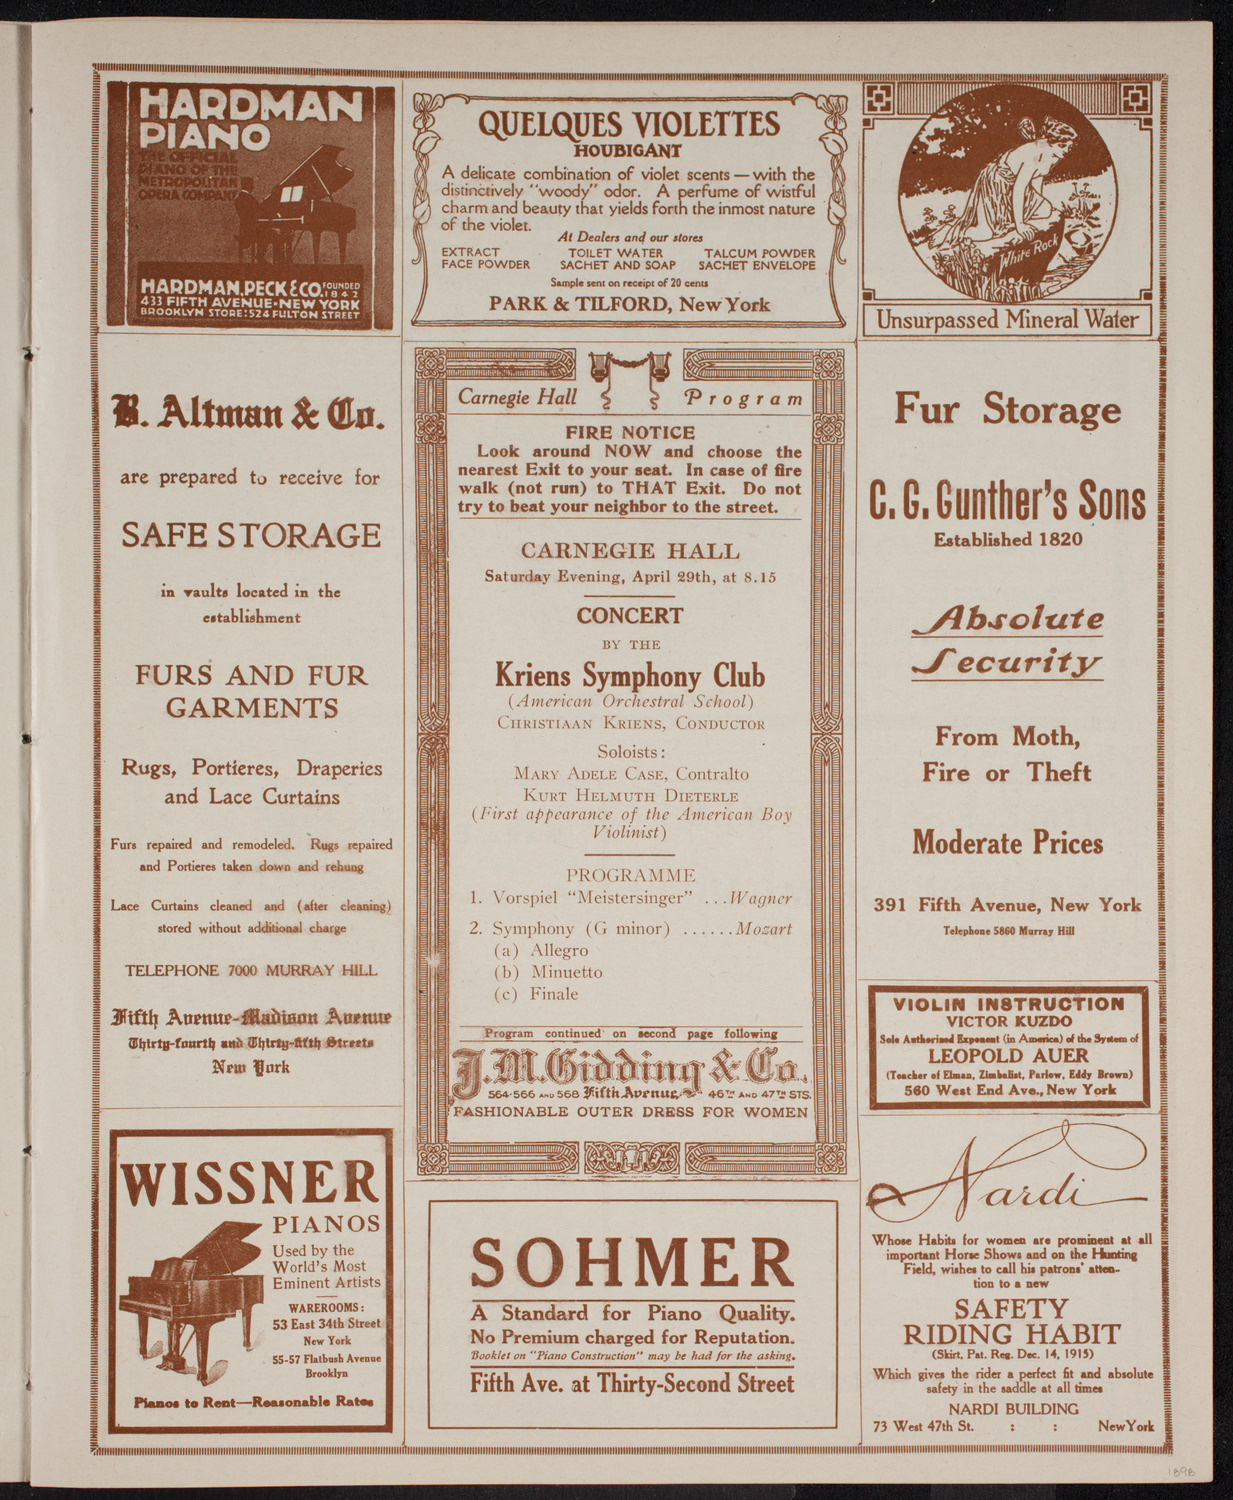 HARDMAN
PIANO
THE OFFICIAL
PIANO OF THE
METROPOLITAN
OPERA COMPANY
HARDMAN, PECK & CO. FOUNDED 1842
433 FIFTH AVENUE-NEW YORK
BROOKLYN STORE: 524 FULTON STREET
QUELQUES VIOLETTES
HOUBIGANT
A delicate combination of violet scents — with the
distinctively "woody" odor. A perfume of wistful
charm and beauty that yields forth the inmost nature
of the violet.
At Dealers and our stores
EXTRACT TOILET WATER TALCUM POWDER
FACE POWDER SACHET AND SOAP SACHET ENVELOPE
Sample sent on receipt of 20 cents
PARK & TILFORD, New York
White Rock
Unsurpassed Mineral Water
B. Altman & Co.
are prepared to receive for
SAFE STORAGE
in vaults located in the
establishment
FURS AND FUR
GARMENTS
Rugs, Portieres, Draperies
and Lace Curtains
Furs repaired and remodeled. Rugs repaired
and Portieres taken down and rehung
Lace Curtains cleaned and (after cleaning)
stored without additional charge
TELEPHONE 7000 MURRAY HILL
Fifth Avenue-Madison Avenue
Thirty-fourth and Thirty-fifth Streets
New York
WISSNER
PIANOS
Used by the
World's Most
Eminent Artists
WAREROOMS:
53 East 34th Street
New York
55-57 Flatbush Avenue
Brooklyn
Pianos to Rent—Reasonable Rates
Carnegie Hall Program
FIRE NOTICE
Look around NOW and choose the
nearest Exit to your seat. In case of fire
walk (not run) to THAT Exit. Do not
try to beat your neighbor to the street.
CARNEGIE HALL
Saturday Evening, April 29th, at 8.15
CONCERT
BY THE
Kriens Symphony Club
(American Orchestral School)
CHRISTIAAN KRIENS, CONDUCTOR
Soloists:
MARY ADELE CASE, Contralto
KURT HELMUTH DIETERLE
(First appearance of the American Boy
Violinist)
PROGRAMME
1. Vorspiel "Meistersinger" ...Wagner
2. Symphony (G minor) ......Mozart
(a) Allegro
(b) Minuetto
(c) Finale
Program continued on second page following
J. M. Gidding & Co.
564-566 AND 568 Fifth Avenue 46TH AND 47TH STS.
FASHIONABLE OUTER DRESS FOR WOMEN
SOHMER
A Standard for Piano Quality.
No Premium charged for Reputation.
Booklet on "Piano Construction" may be had for the asking.
Fifth Ave. at Thirty-Second Street
Fur Storage
C. G. Gunther's Sons
Established 1820
Absolute
Security
From Moth,
Fire or Theft
Moderate Prices
391 Fifth Avenue, New York
Telephone 5860 Murray Hill
VIOLIN INSTRUCTION
VICTOR KUZDO
Sole Authorized Exponent (in America) of the System of
LEOPOLD AUER
(Teacher of Elman, Zimbalist, Parlow, Eddy Brown)
560 West End Ave., New York
Nardi
Whose Habits for women are prominent at all
important Horse Shows and on the Hunting
Field, wishes to call his patrons' atten-
tion to a new
SAFETY
RIDING HABIT
(Skirt, Pat. Reg. Dec. 14, 1915)
Which gives the rider a perfect fit and absolute
safety in the saddle at all times
NARDI BUILDING
73 West 47th St. : : New York
1898